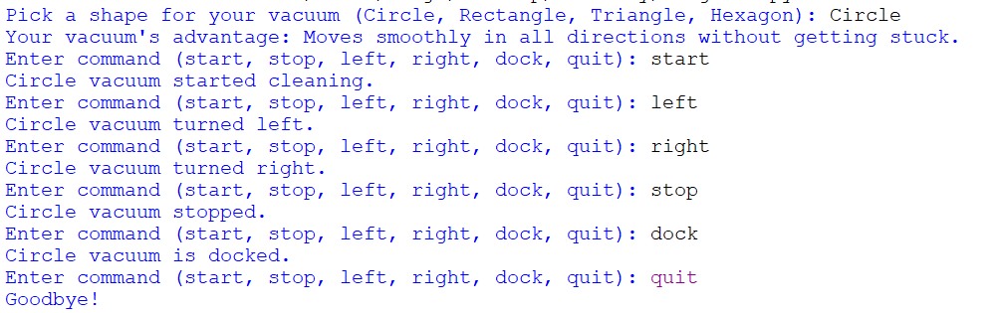 Pick a shape for your vacuum (Circle, Rectangle, Triangle, Hexagon): Circle
Your vacuum's advantage: Moves smoothly in all directions without getting stuck.
Enter command (start, stop, left, right, dock, quit): start
Circle vacuum started cleaning.
Enter command (start, stop, left, right, dock, quit): left
Circle vacuum turned left.
Enter command (start, stop, left, right, dock, quit): right
Circle vacuum turned right.
Enter command (start, stop, left, right, dock, quit): stop
Circle vacuum stopped.
Enter command (start, stop, left, right, dock, quit): dock
Circle vacuum is docked.
Enter command (start, stop, left, right, dock, quit): quit
Goodbye!